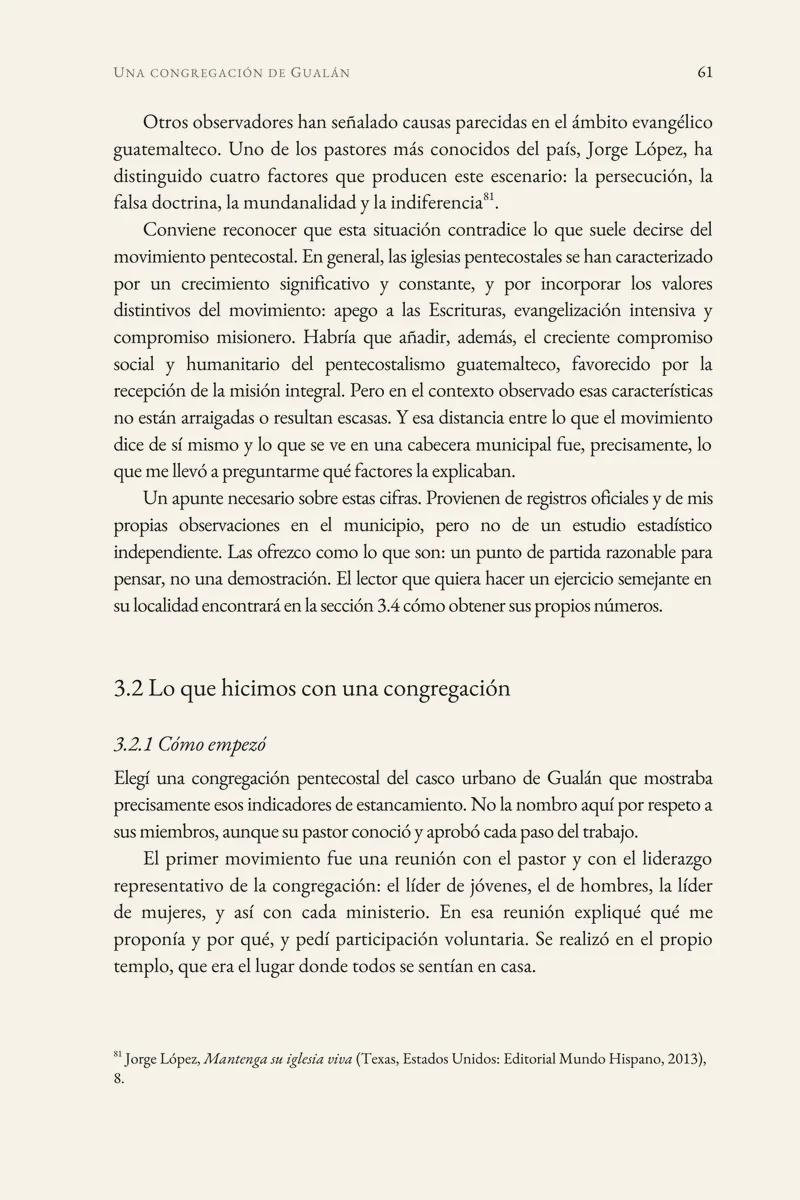 UNA CONGREGACIÓN DE GUALÁN 61
Otros observadores han señalado causas parecidas en el ámbito evangélico
guatemalteco. Uno de los pastores más conocidos del país, Jorge López, ha
distinguido cuatro factores que producen este escenario: la persecución, la
falsa doctrina, la mundanalidad y la indiferencia81.
Conviene reconocer que esta situación contradice lo que suele decirse del
movimiento pentecostal. En general, las iglesias pentecostales se han caracterizado
por un crecimiento significativo y constante, y por incorporar los valores
distintivos del movimiento: apego a las Escrituras, evangelización intensiva y
compromiso misionero. Habría que añadir, además, el creciente compromiso
social y humanitario del pentecostalismo guatemalteco, favorecido por la
recepción de la misión integral. Pero en el contexto observado esas características
no están arraigadas o resultan escasas. Y esa distancia entre lo que el movimiento
dice de sí mismo y lo que se ve en una cabecera municipal fue, precisamente, lo
que me llevó a preguntarme qué factores la explicaban.
Un apunte necesario sobre estas cifras. Provienen de registros oficiales y de mis
propias observaciones en el municipio, pero no de un estudio estadístico
independiente. Las ofrezco como lo que son: un punto de partida razonable para
pensar, no una demostración. El lector que quiera hacer un ejercicio semejante en
su localidad encontrará en la sección 3.4 cómo obtener sus propios números.
3.2 Lo que hicimos con una congregación
3.2.1 Cómo empezó
Elegí una congregación pentecostal del casco urbano de Gualán que mostraba
precisamente esos indicadores de estancamiento. No la nombro aquí por respeto a
sus miembros, aunque su pastor conoció y aprobó cada paso del trabajo.
El primer movimiento fue una reunión con el pastor y con el liderazgo
representativo de la congregación: el líder de jóvenes, el de hombres, la líder
de mujeres, y así con cada ministerio. En esa reunión expliqué qué me
proponía y por qué, y pedí participación voluntaria. Se realizó en el propio
templo, que era el lugar donde todos se sentían en casa.
81 Jorge López, Mantenga su iglesia viva (Texas, Estados Unidos: Editorial Mundo Hispano, 2013),
8.